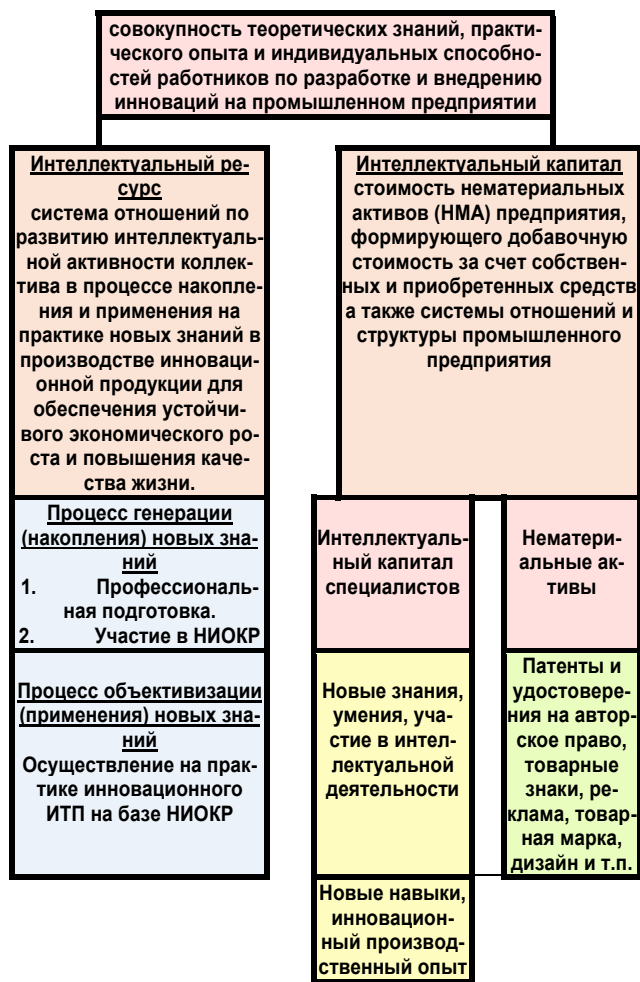 совокупность теоретических знаний, практи-
ческого опыта и индивидуальных способно-
стей работников по разработке и внедрению
инноваций на промышленном предприятии
Интеллектуальный ре-
сурс
система отношений по
развитию интеллектуаль-
ной активности коллек-
тива в процессе накопле-
ния и применения на
практике новых знаний в
производстве инноваци-
онной продукции для
обеспечения устойчи-
вого экономического ро-
ста и повышения каче-
ства жизни.
Интеллектуальный капитал
стоимость нематериальных
активов (НМА) предприятия,
формирующего добавочную
стоимость за счет собствен-
ных и приобретенных средств
а также системы отношений и
структуры промышленного
предприятия
Процесс генерации
(накопления) новых зна-
ний
1. Профессиональ-
ная подготовка.
2. Участие в НИОКР
Интеллектуаль-
ный капитал
специалистов
Нематери-
альные ак-
тивы
Процесс объективизации
(применения) новых зна-
ний
Осуществление на прак-
тике инновационного
ИТП на базе НИОКР
Новые знания,
умения, уча-
стие в интел-
лектуальной
деятельности
Патенты и
удостовере-
ния на автор-
ское право,
товарные
знаки, ре-
клама, товар-
ная марка,
дизайн и т.п.
Новые навыки,
инновацион-
ный производ-
ственный опыт